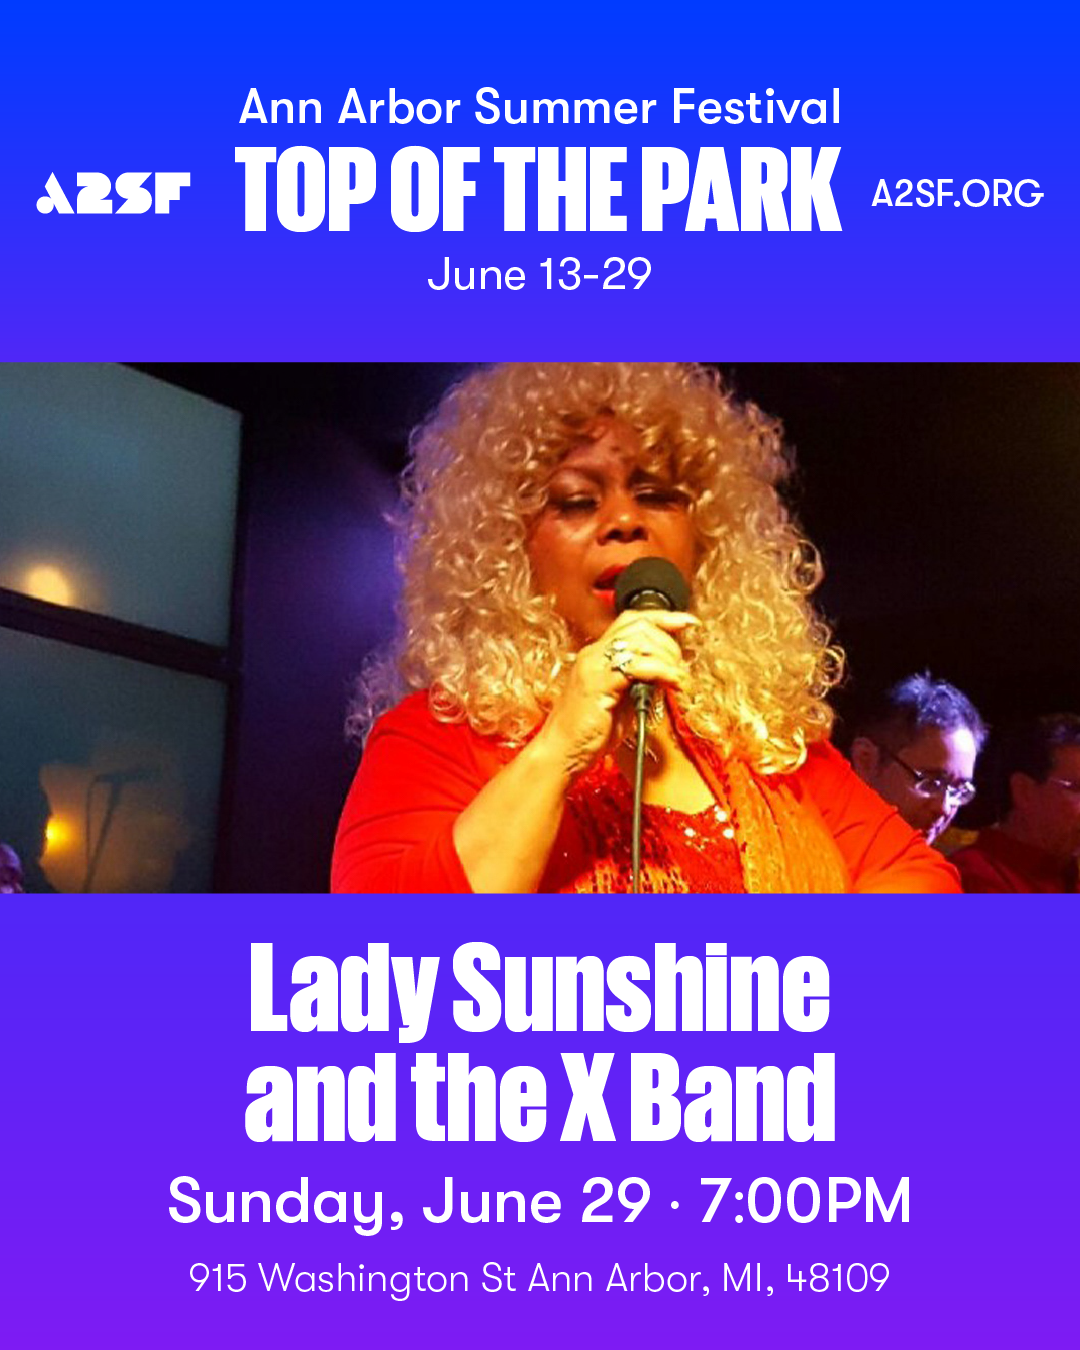 Ann Arbor Summer Festival
A2SF
TOP OF THE PARK
A2SF.ORG
June 13-29
Lady Sunshine
and the X Band
Sunday, June 29 · 7:00PM
915 Washington St Ann Arbor, MI, 48109